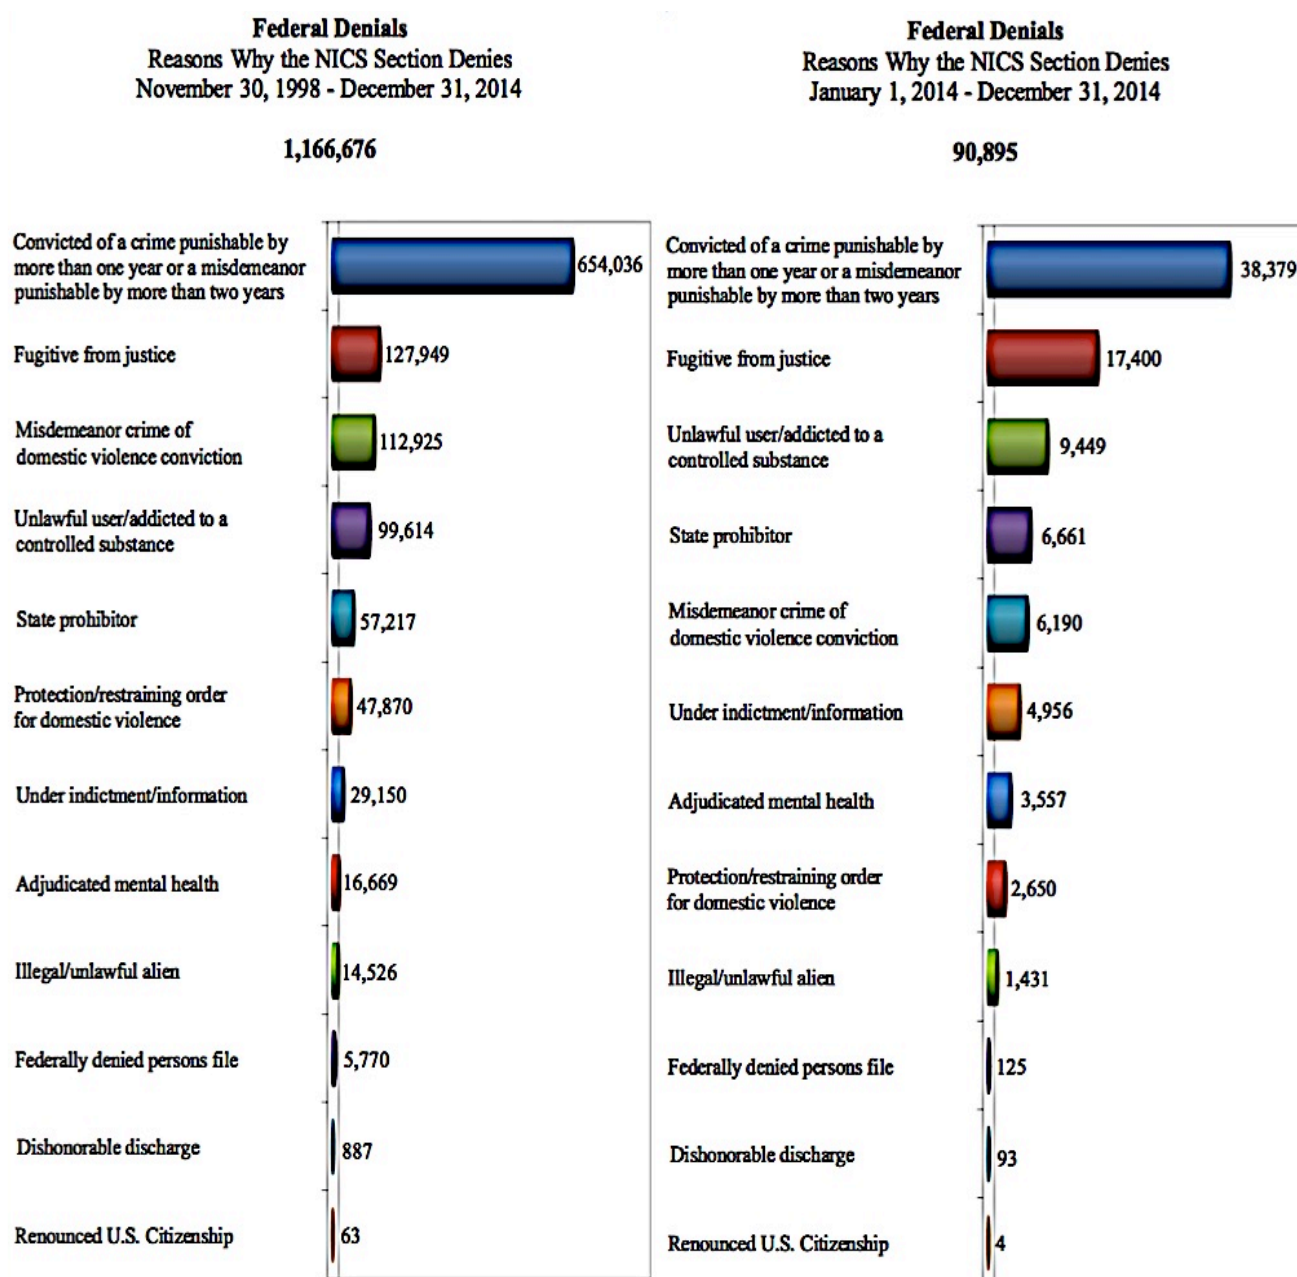 Federal Denials
Reasons Why the NICS Section Denies
November 30, 1998 - December 31, 2014
1,166,676
Convicted of a crime punishable by
more than one year or a misdemeanor
punishable by more than two years
654,036
Fugitive from justice
127,949
Misdemeanor crime of
domestic violence conviction
112,925
Unlawful user/addicted to a
controlled substance
99,614
State prohibitor
57,217
Protection/restraining order
for domestic violence
47,870
Under indictment/information
29,150
Adjudicated mental health
16,669
Illegal/unlawful alien
14,526
Federally denied persons file
5,770
Dishonorable discharge
887
Renounced U.S. Citizenship
63
Federal Denials
Reasons Why the NICS Section Denies
January 1, 2014 - December 31, 2014
90,895
Convicted of a crime punishable by
more than one year or a misdemeanor
punishable by more than two years
38,379
Fugitive from justice
17,400
Unlawful user/addicted to a
controlled substance
9,449
State prohibitor
6,661
Misdemeanor crime of
domestic violence conviction
6,190
Under indictment/information
4,956
Adjudicated mental health
3,557
Protection/restraining order
for domestic violence
2,650
Illegal/unlawful alien
1,431
Federally denied persons file
125
Dishonorable discharge
93
Renounced U.S. Citizenship
4